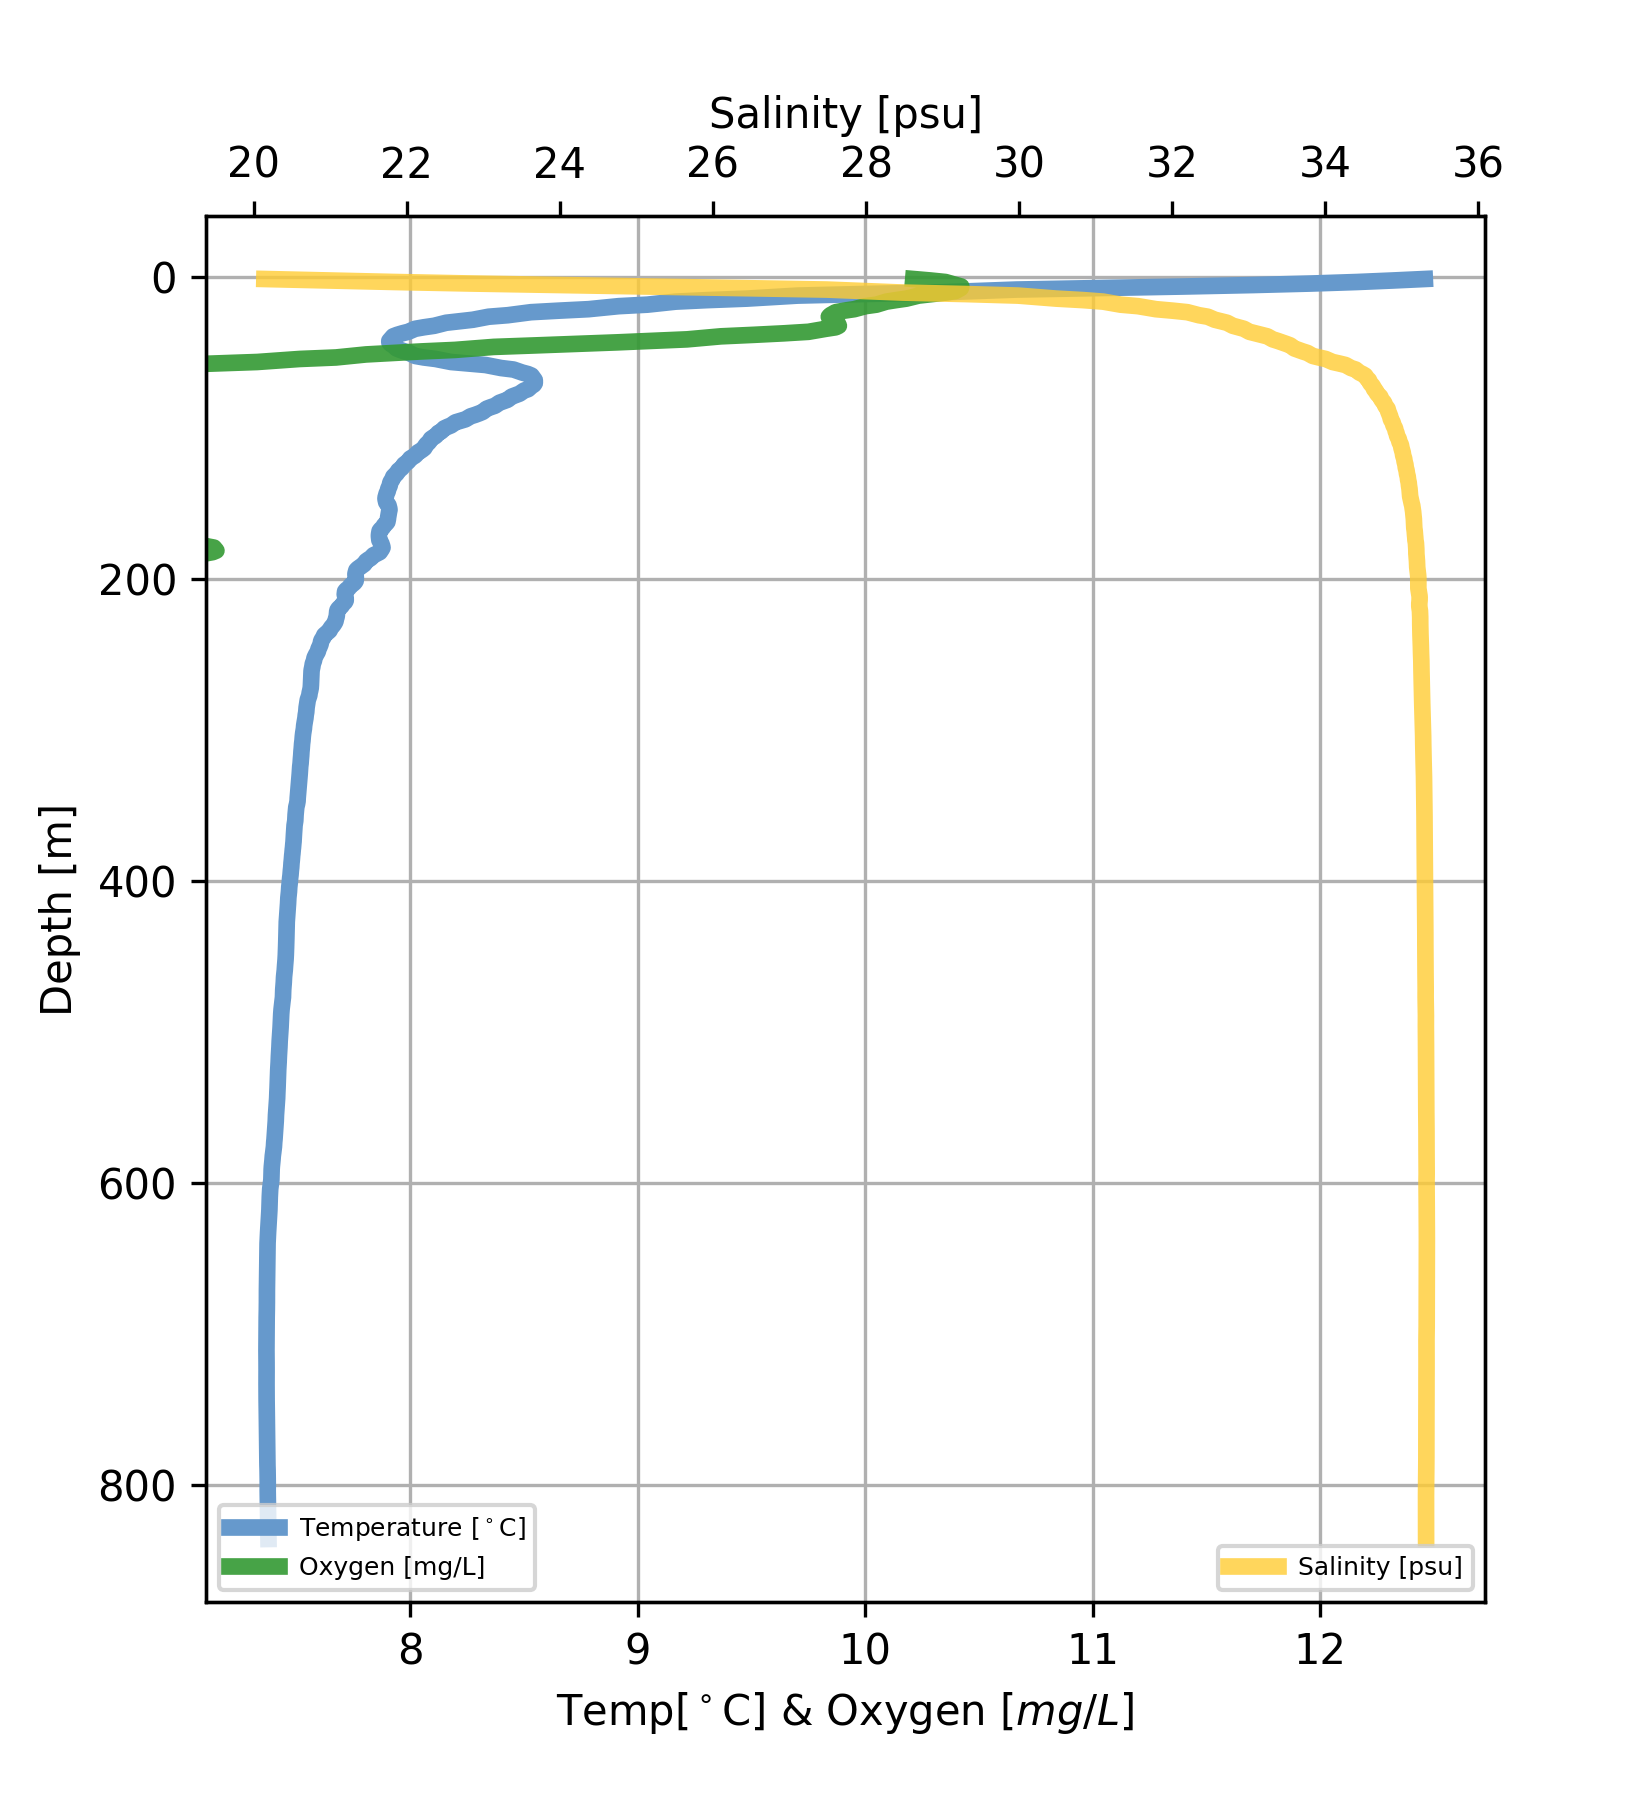 Salinity [psu]
20 22 24 26 28 30 32 34 36
0
200
400
600
800
Depth [m]
Temperature [°C]
Oxygen [mg/L]
Salinity [psu]
8 9 10 11 12
Temp[°C] & Oxygen [mg/L]